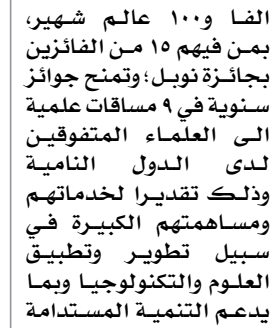 الفا و١٠٠ عالم شهير،
بمن فيهم ١٥ من الفائزين
بجائزة نوبل؛ وتمنح جوائز
سنوية في ٩ مساقات علمية
الى العلماء المتفوقين
لدى الدول النامية
وذلك تقديرا لخدماتهم
ومساهمتهم الكبيرة في
سبيل تطوير وتطبيق
العلوم والتكنولوجيا وبما
يدعم التنمية المستدامة